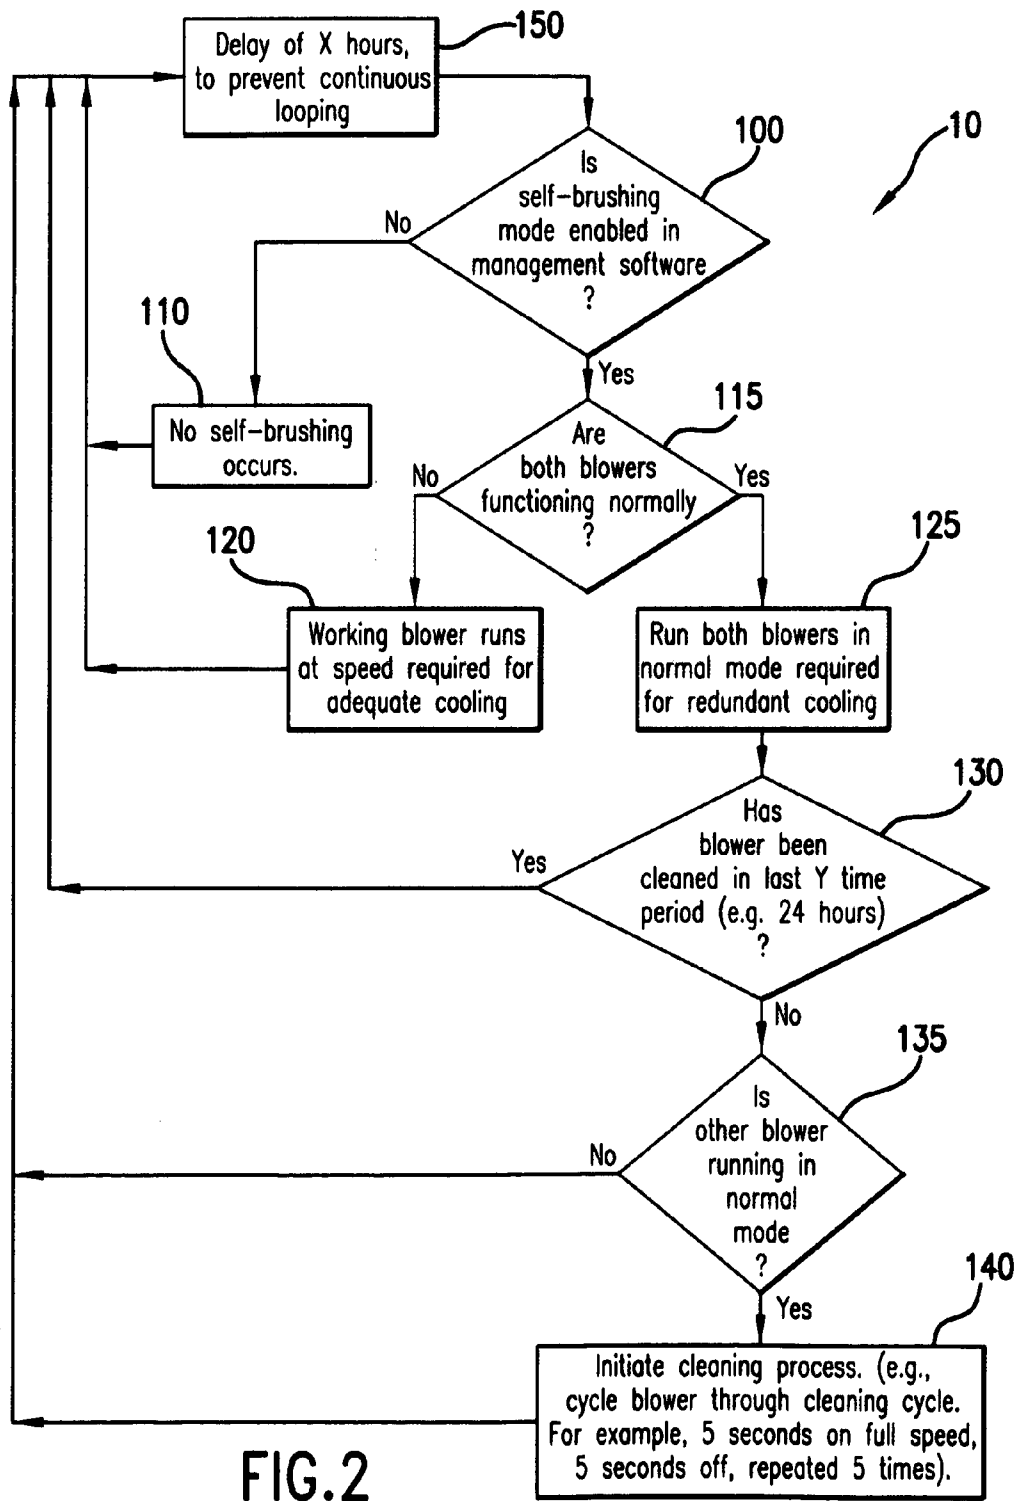 150
Delay of X hours,
to prevent continuous
looping
100
10
Is
self-brushing
mode enabled in
management software
?
No
110
Yes
No self-brushing
occurs.
115
Are
both blowers
functioning normally
?
No
Yes
120
125
Working blower runs
at speed required for
adequate cooling
Run both blowers in
normal mode required
for redundant cooling
130
Has
blower been
cleaned in last Y time
period (e.g. 24 hours)
?
Yes
No
135
Is
other blower
running in
normal
mode
?
No
Yes
140
Initiate cleaning process. (e.g.,
cycle blower through cleaning cycle.
For example, 5 seconds on full speed,
5 seconds off, repeated 5 times).
FIG.2